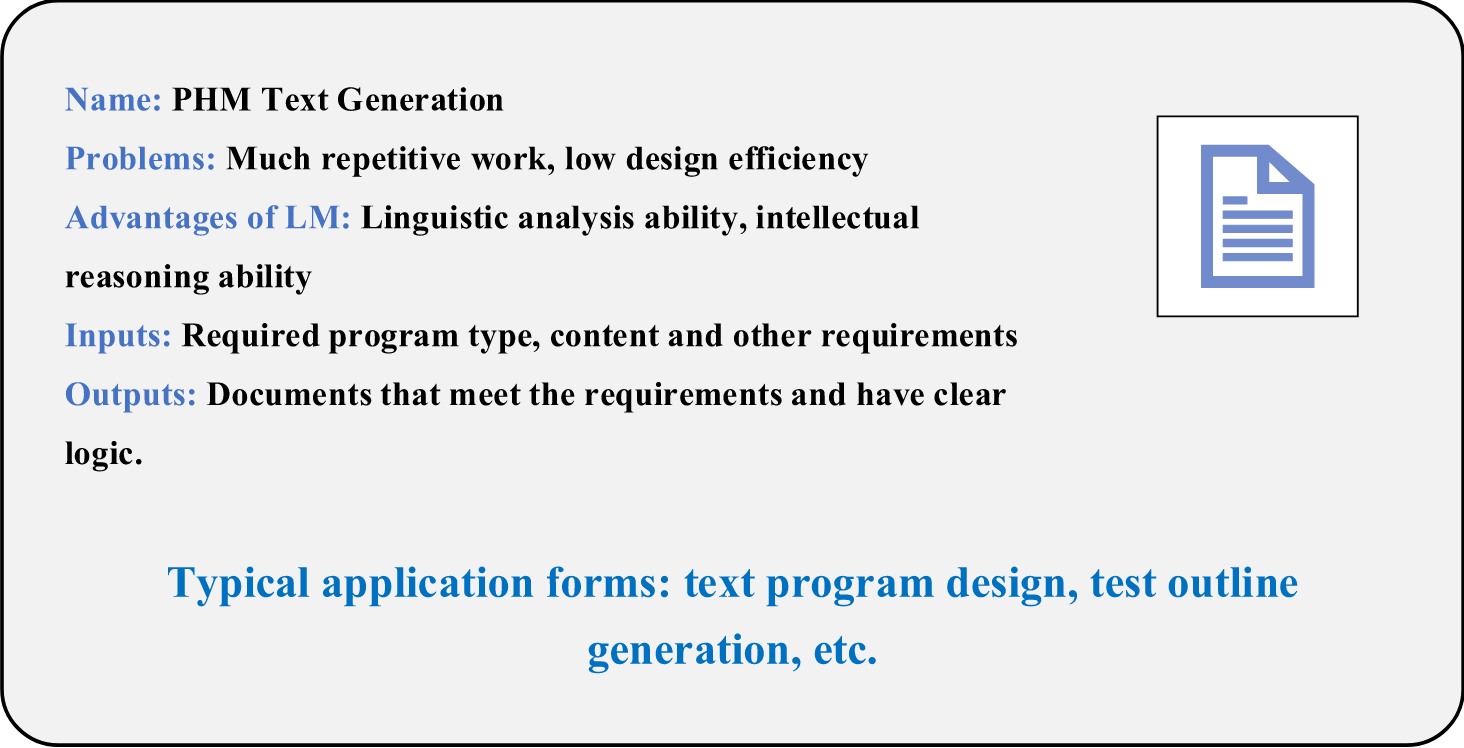 Name: PHM Text Generation
Problems: Much repetitive work, low design efficiency
Advantages of LM: Linguistic analysis ability, intellectual
reasoning ability
Inputs: Required program type, content and other requirements
Outputs: Documents that meet the requirements and have clear
logic.
Typical application forms: text program design, test outline
generation, etc.